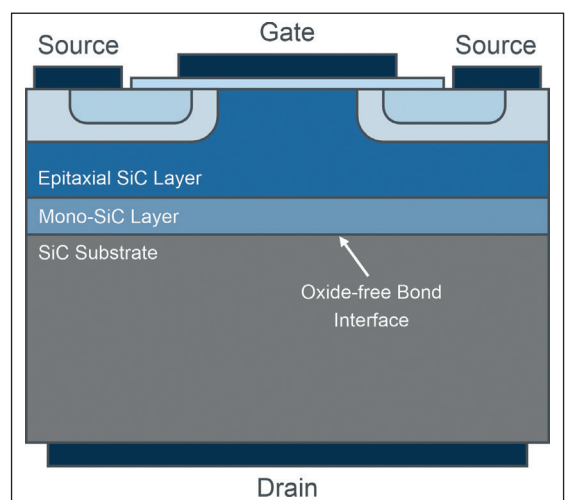 Source
Gate
Source
Epitaxial SiC Layer
Mono-SiC Layer
SiC Substrate
Oxide-free Bond
Interface
Drain